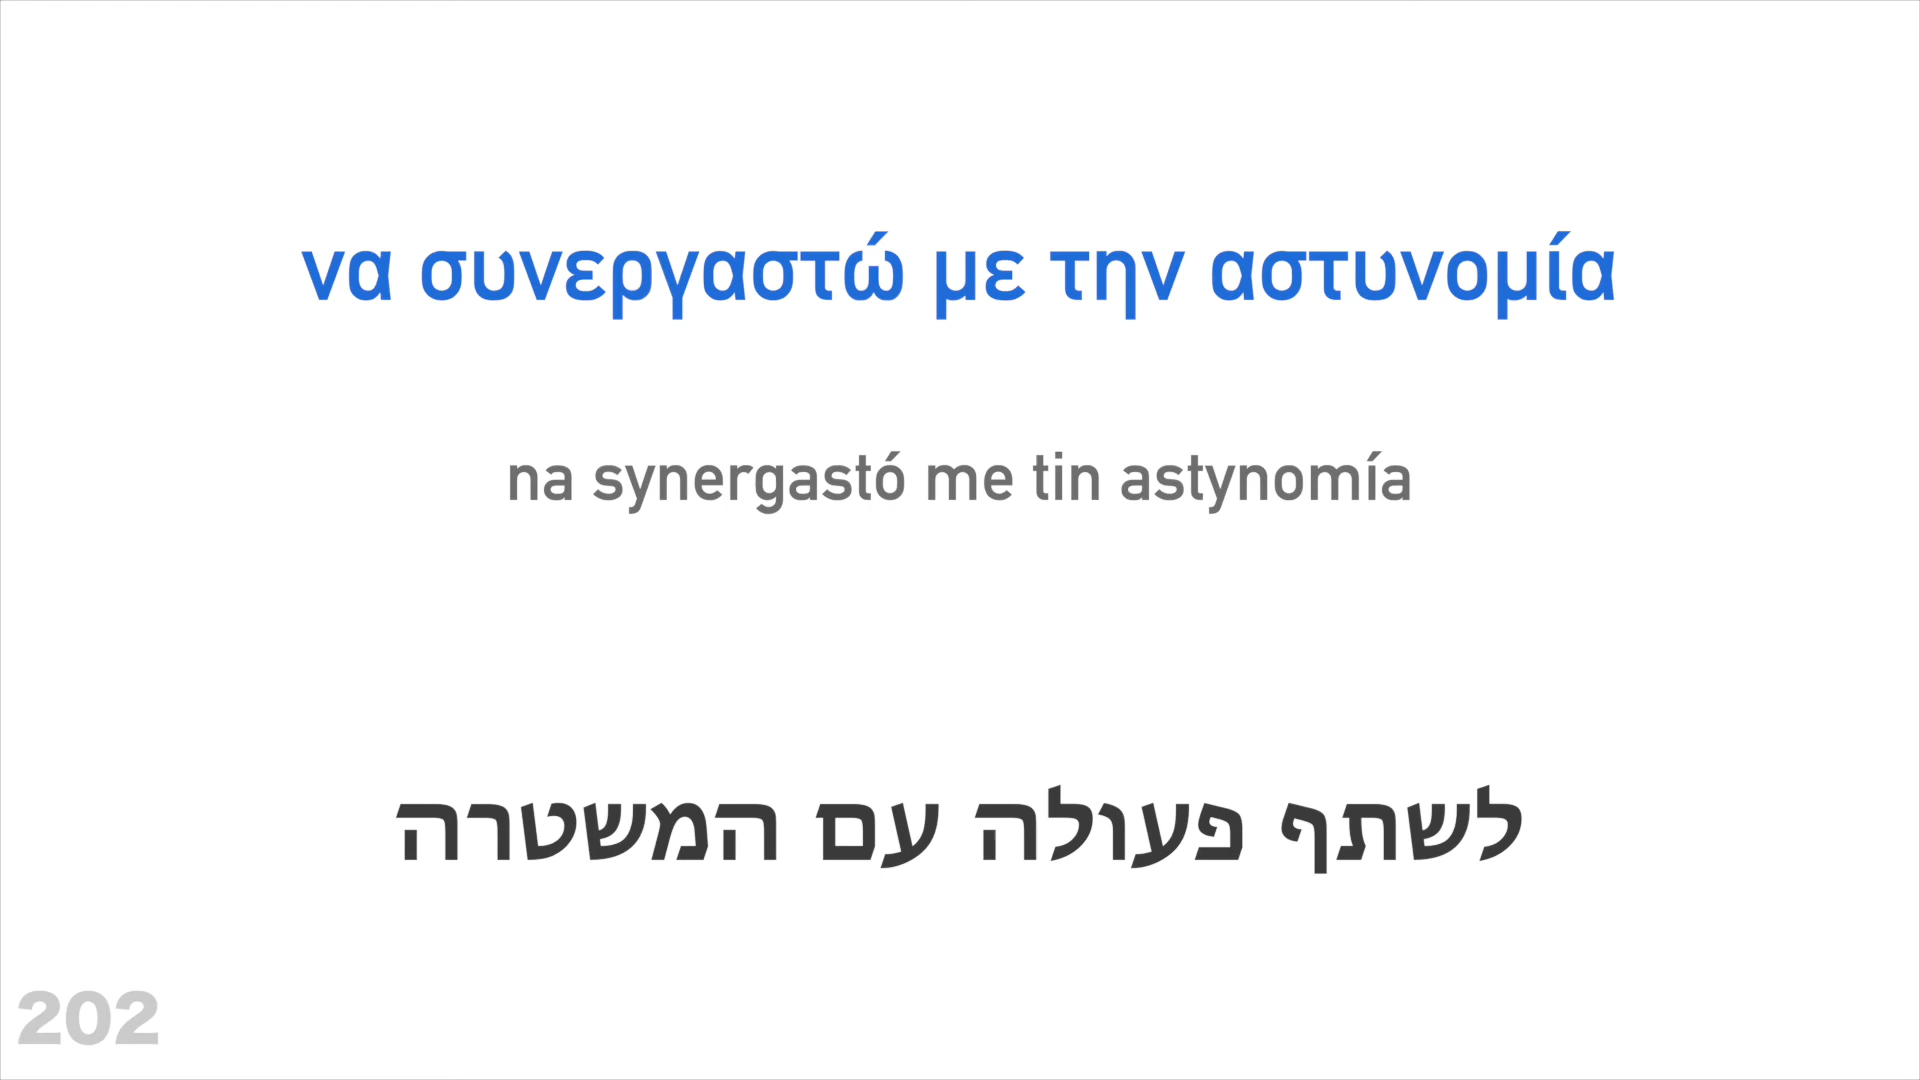 να συνεργαστώ με την αστυνομία
na synergastó me tin astynomía
לשתף פעולה עם המשטרה
202